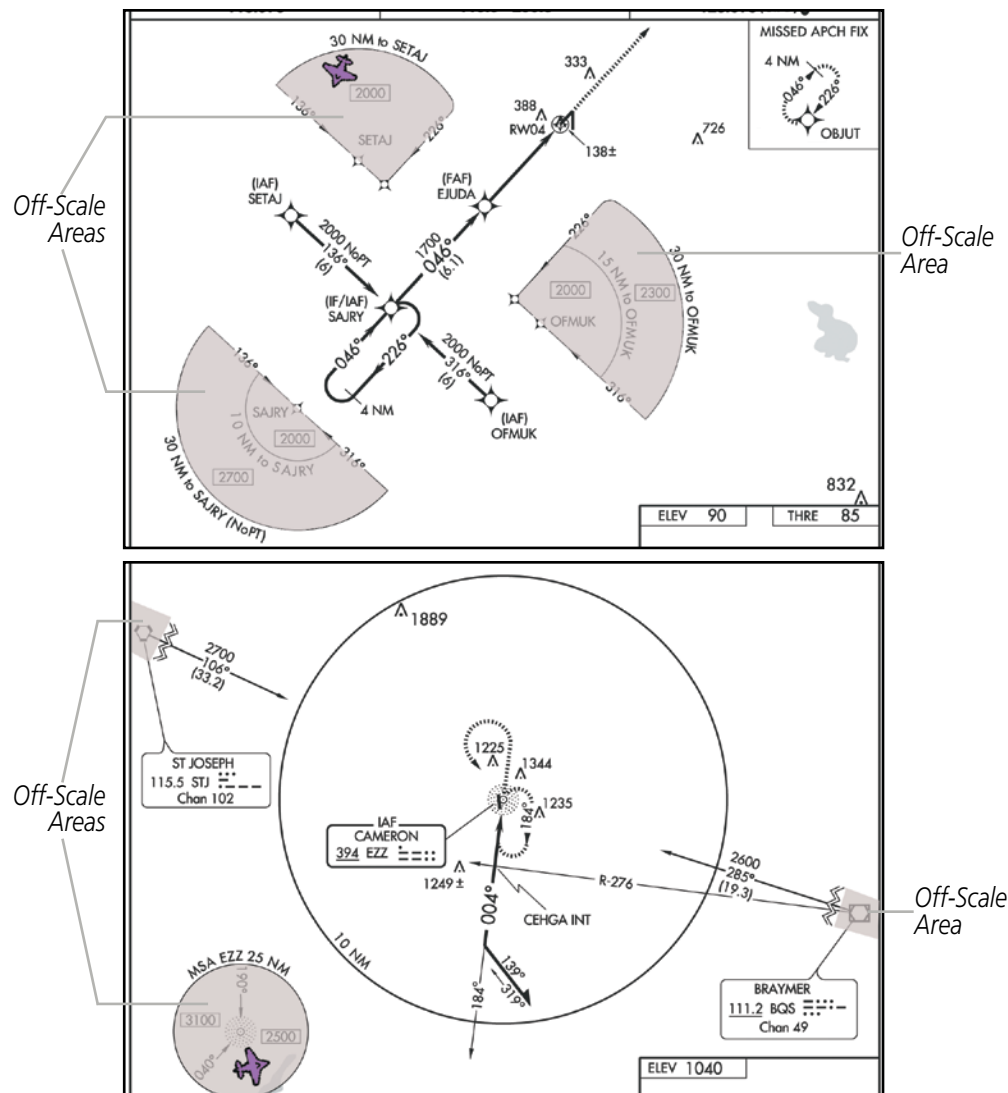 MISSED APCH FIX
4 NM
046°
226°
OBJUT
30 NM to SETAJ
2000
136°
226°
SETAJ
333
388
RW04
138±
726
Off-Scale
Areas
(IAF)
SETAJ
2000 NoPT
136°
(6)
(FAF)
EJUDA
1700
046°
(6.1)
(IF/IAF)
SAJRY
046°
226°
4 NM
2000 NoPT
316°
(6)
(IAF)
OFMUK
226°
30 NM to OFMUK
15 NM to OFMUK
2000
2300
OFMUK
316°
Off-Scale
Area
136°
SAJRY
2000
10 NM to SAJRY
316°
2700
30 NM to SAJRY (NoPT)
832
ELEV 90
THRE 85
1889
2700
106°
(33.2)
ST JOSEPH
115.5 STJ
Chan 102
Off-Scale
Areas
1225
1344
1235
184°
IAF
CAMERON
394 EZZ
1249 ±
R-276
2600
285°
(19.3)
Off-Scale
Area
004°
CEHGA INT
10 NM
139°
319°
184°
BRAYMER
111.2 BQS
Chan 49
MSA EZZ 25 NM
190°
3100
2500
040°
ELEV 1040